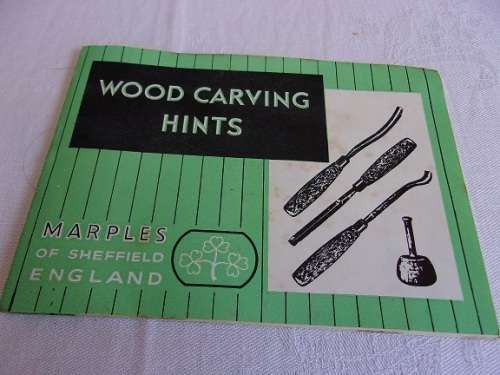 WOOD CARVING
HINTS
MARPLES
OF SHEFFIELD
ENGLAND